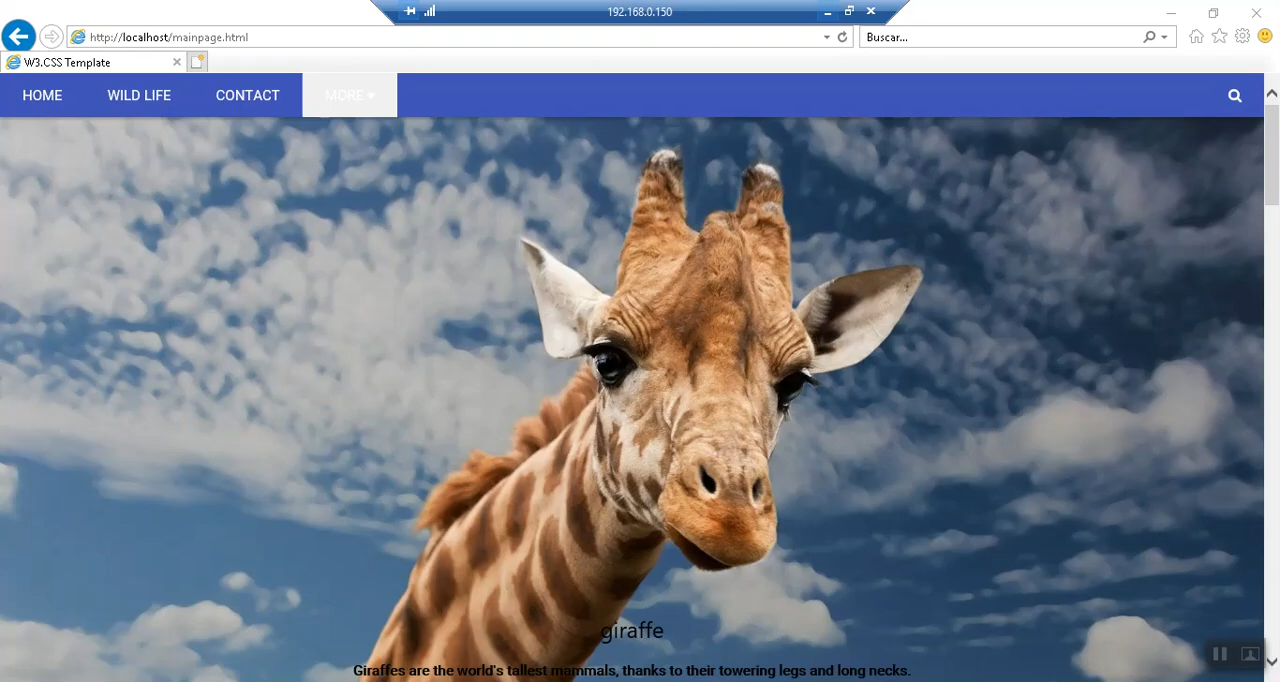 192.168.0.150
http://localhost/mainpage.html
Buscar...
W3.CSS Template
HOME WILD LIFE CONTACT MORE
giraffe
Giraffes are the world's tallest mammals, thanks to their towering legs and long necks.